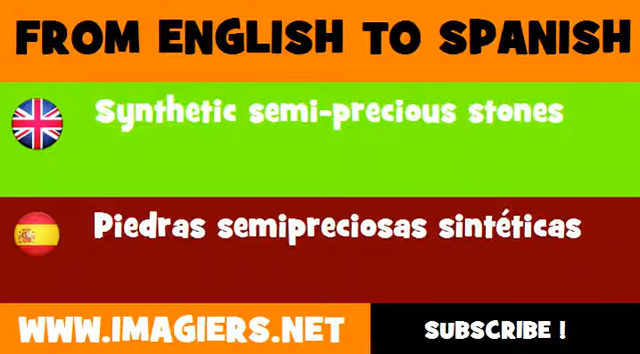 FROM ENGLISH TO SPANISH
Synthetic semi-precious stones
Piedras semipreciosas sintéticas
WWW.IMAGIERS.NET
SUBSCRIBE !